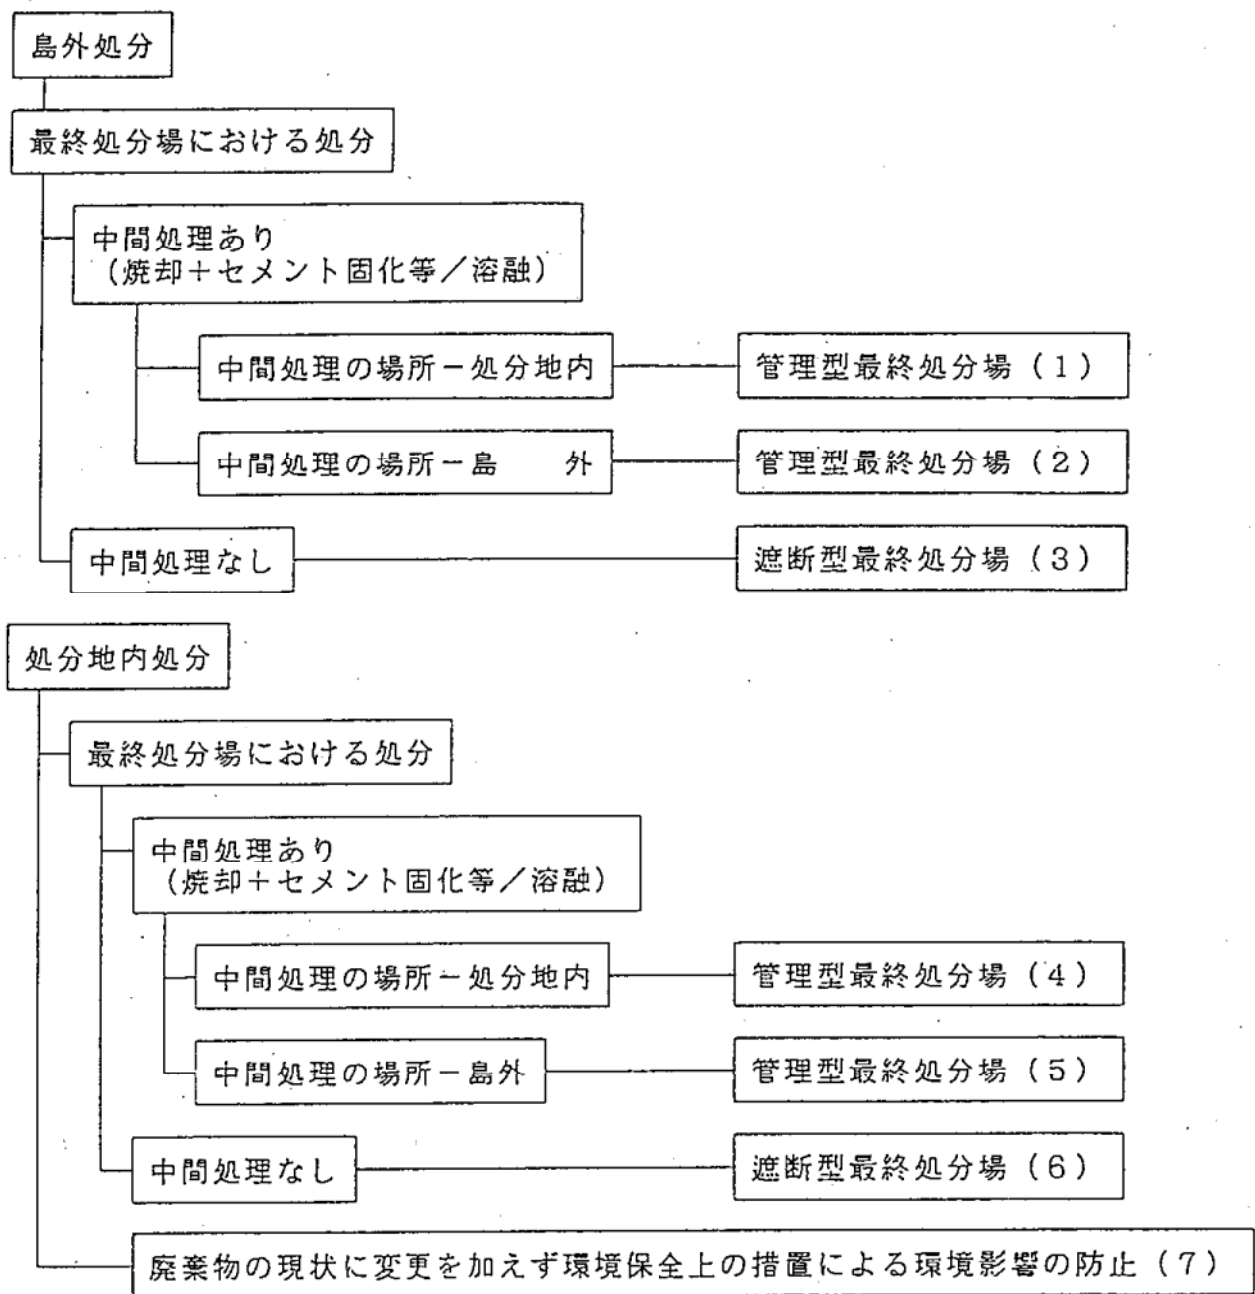 島外処分
最終処分場における処分
中間処理あり
(焼却+セメント固化等/溶融)
中間処理の場所-処分地内
管理型最終処分場(1)
中間処理の場所-島　外
管理型最終処分場(2)
中間処理なし
遮断型最終処分場(3)
処分地内処分
最終処分場における処分
中間処理あり
(焼却+セメント固化等/溶融)
中間処理の場所-処分地内
管理型最終処分場(4)
中間処理の場所-島外
管理型最終処分場(5)
中間処理なし
遮断型最終処分場(6)
廃棄物の現状に変更を加えず環境保全上の措置による環境影響の防止(7)